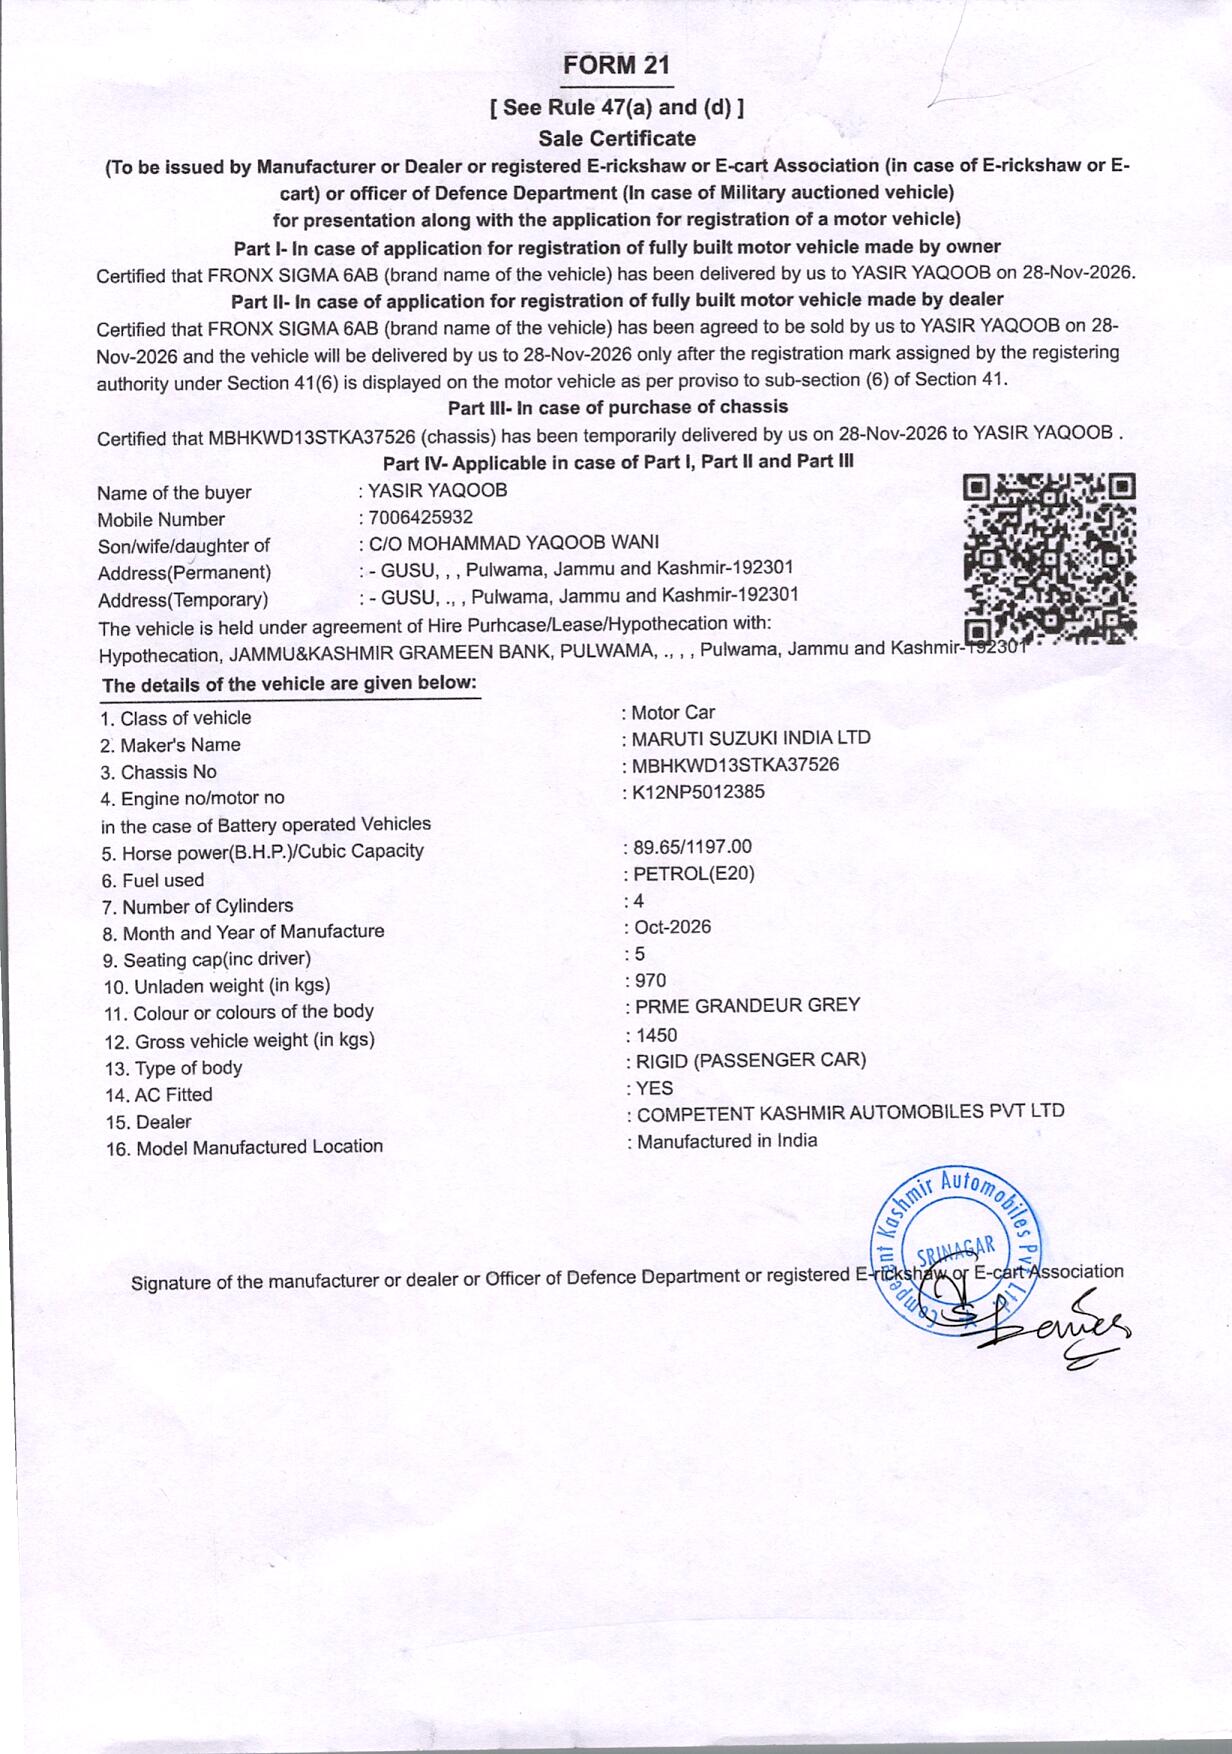 FORM 21
[ See Rule 47(a) and (d) ]
Sale Certificate
(To be issued by Manufacturer or Dealer or registered E-rickshaw or E-cart Association (in case of E-rickshaw or E-
cart) or officer of Defence Department (In case of Military auctioned vehicle)
for presentation along with the application for registration of a motor vehicle)
Part I- In case of application for registration of fully built motor vehicle made by owner
Certified that FRONX SIGMA 6AB (brand name of the vehicle) has been delivered by us to YASIR YAQOOB on 28-Nov-2026.
Part II- In case of application for registration of fully built motor vehicle made by dealer
Certified that FRONX SIGMA 6AB (brand name of the vehicle) has been agreed to be sold by us to YASIR YAQOOB on 28-
Nov-2026 and the vehicle will be delivered by us to 28-Nov-2026 only after the registration mark assigned by the registering
authority under Section 41(6) is displayed on the motor vehicle as per proviso to sub-section (6) of Section 41.
Part III- In case of purchase of chassis
Certified that MBHKWD13STKA37526 (chassis) has been temporarily delivered by us on 28-Nov-2026 to YASIR YAQOOB .
Part IV- Applicable in case of Part I, Part II and Part III
Name of the buyer : YASIR YAQOOB
Mobile Number : 7006425932
Son/wife/daughter of : C/O MOHAMMAD YAQOOB WANI
Address(Permanent) : - GUSU, , , Pulwama, Jammu and Kashmir-192301
Address(Temporary) : - GUSU, ., , Pulwama, Jammu and Kashmir-192301
The vehicle is held under agreement of Hire Purhcase/Lease/Hypothecation with:
Hypothecation, JAMMU&KASHMIR GRAMEEN BANK, PULWAMA, ., , , Pulwama, Jammu and Kashmir-192301
The details of the vehicle are given below:
1. Class of vehicle : Motor Car
2. Maker's Name : MARUTI SUZUKI INDIA LTD
3. Chassis No : MBHKWD13STKA37526
4. Engine no/motor no : K12NP5012385
in the case of Battery operated Vehicles
5. Horse power(B.H.P.)/Cubic Capacity : 89.65/1197.00
6. Fuel used : PETROL(E20)
7. Number of Cylinders : 4
8. Month and Year of Manufacture : Oct-2026
9. Seating cap(inc driver) : 5
10. Unladen weight (in kgs) : 970
11. Colour or colours of the body : PRME GRANDEUR GREY
12. Gross vehicle weight (in kgs) : 1450
13. Type of body : RIGID (PASSENGER CAR)
14. AC Fitted : YES
15. Dealer : COMPETENT KASHMIR AUTOMOBILES PVT LTD
16. Model Manufactured Location : Manufactured in India
Competent Kashmir Automobiles Pvt. Ltd.
SRINAGAR
Signature of the manufacturer or dealer or Officer of Defence Department or registered E-rickshaw or E-cart Association